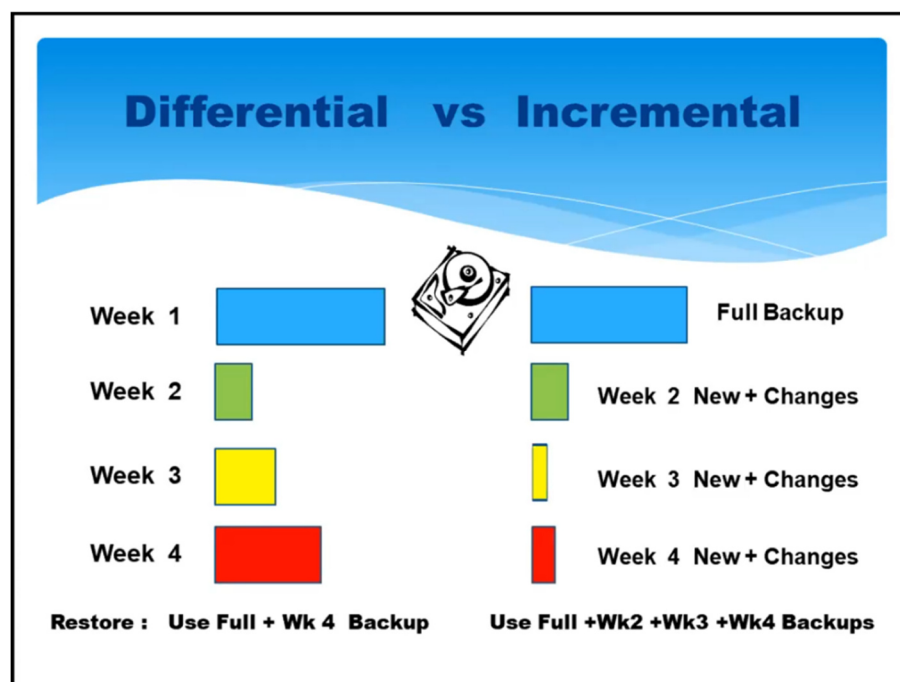 Differential vs Incremental
Week 1
Full Backup
Week 2
Week 2 New + Changes
Week 3
Week 3 New + Changes
Week 4
Week 4 New + Changes
Restore : Use Full + Wk 4 Backup
Use Full +Wk2 +Wk3 +Wk4 Backups